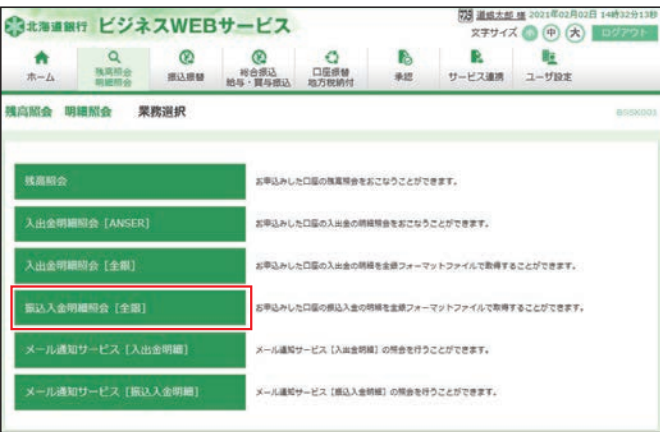 北海道銀行 ビジネスWEBサービス
道銀太郎 様 2021年02月02日 14時32分13秒
文字サイズ 小 中 大 ログアウト
ホーム 残高照会 明細照会 振込振替 総合振込 給与・賞与振込 口座振替 地方税納付 承認 サービス連携 ユーザ設定
残高照会 明細照会 業務選択
BSSK001
残高照会 お申込みした口座の残高照会をおこなうことができます。
入出金明細照会 [ANSER] お申込みした口座の入出金の明細照会をおこなうことができます。
入出金明細照会 [全銀] お申込みした口座の入出金の明細を全銀フォーマットファイルで取得することができます。
振込入金明細照会 [全銀] お申込みした口座の振込入金の明細を全銀フォーマットファイルで取得することができます。
メール通知サービス [入出金明細] メール通知サービス [入出金明細] の照会を行うことができます。
メール通知サービス [振込入金明細] メール通知サービス [振込入金明細] の照会を行うことができます。